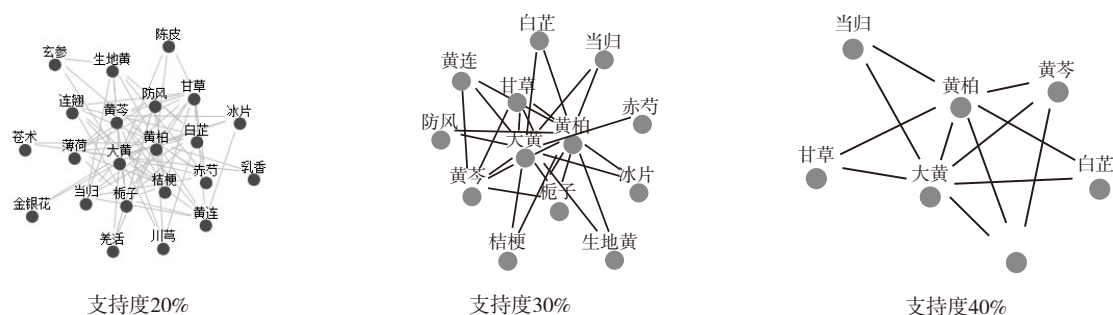 陈皮
玄参
生地黄
甘草
防风
连翘
黄芩
冰片
苍术
薄荷
黄柏
白芷
大黄
乳香
赤芍
桔梗
当归
栀子
金银花
黄连
羌活
川芎
支持度20%
白芷
当归
黄连
甘草
赤芍
防风
黄柏
大黄
黄芩
冰片
栀子
桔梗
生地黄
支持度30%
当归
黄柏
黄芩
甘草
大黄
白芷
支持度40%